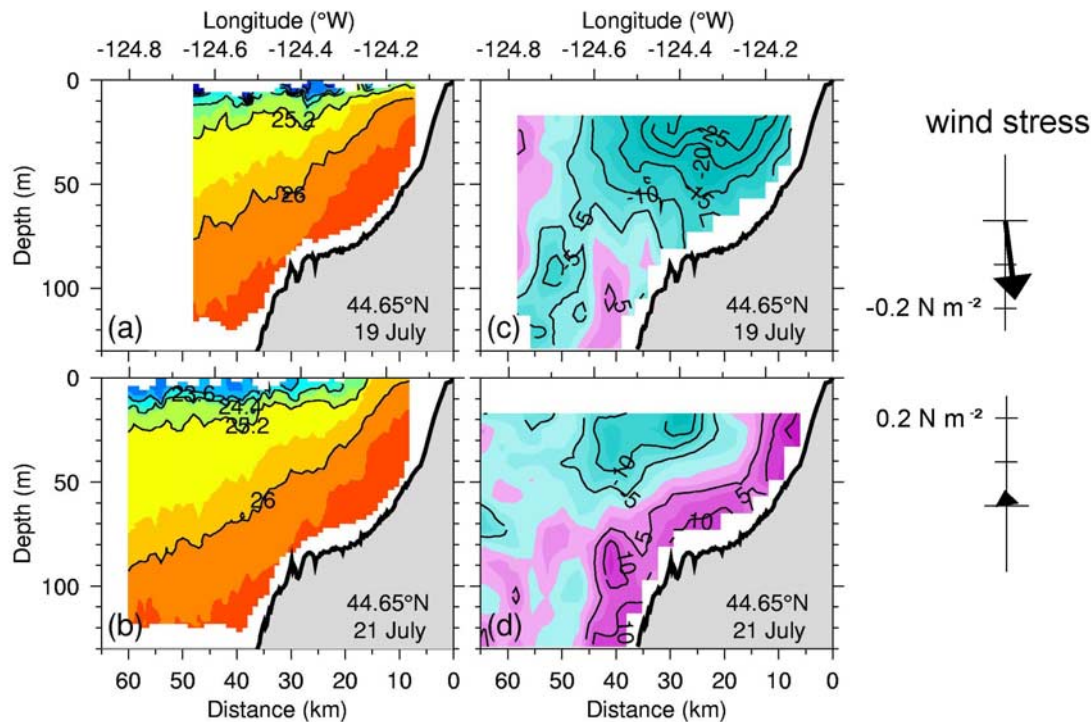 Longitude (°W)
-124.8 -124.6 -124.4 -124.2
Longitude (°W)
-124.8 -124.6 -124.4 -124.2
wind stress
Depth (m)
0
50
100
25.2
26
(a)
44.65°N
19 July
-25
-20
-15
-10
-10
-5
-5
-5
-5
(c)
44.65°N
19 July
-0.2 N m⁻²
Depth (m)
0
50
100
23.6
24.4
25.2
26
(b)
44.65°N
21 July
-10
-5
5
10
-5
10
10
(d)
44.65°N
21 July
0.2 N m⁻²
60 50 40 30 20 10 0
Distance (km)
60 50 40 30 20 10 0
Distance (km)